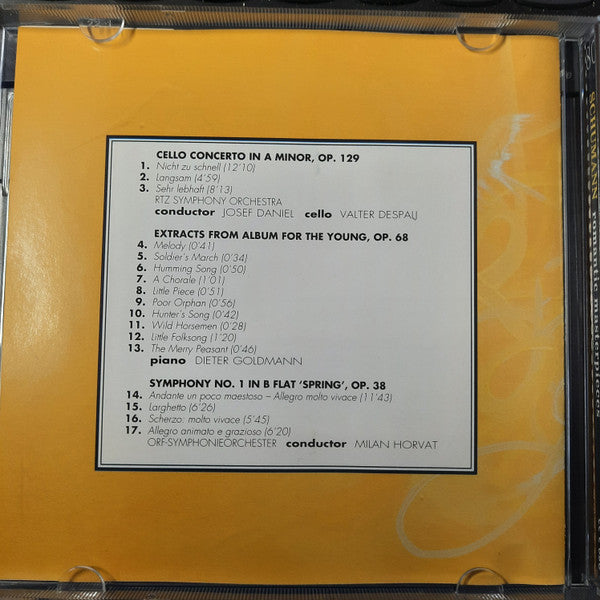 CELLO CONCERTO IN A MINOR, OP. 129
1. Nicht zu schnell (12'10)
2. Langsam (4'59)
3. Sehr lebhaft (8'13)
RTZ SYMPHONY ORCHESTRA
conductor JOSEF DANIEL cello VALTER DESPALJ
EXTRACTS FROM ALBUM FOR THE YOUNG, OP. 68
4. Melody (0'41)
5. Soldier's March (0'34)
6. Humming Song (0'50)
7. A Chorale (1'01)
8. Little Piece (0'51)
9. Poor Orphan (0'56)
10. Hunter's Song (0'42)
11. Wild Horsemen (0'28)
12. Little Folksong (1'20)
13. The Merry Peasant (0'46)
piano DIETER GOLDMANN
SYMPHONY NO. 1 IN B FLAT 'SPRING', OP. 38
14. Andante un poco maestoso – Allegro molto vivace (11'43)
15. Larghetto (6'26)
16. Scherzo: molto vivace (5'45)
17. Allegro animato e grazioso (6'20)
ORF-SYMPHONIEORCHESTER conductor MILAN HORVAT
SCHUMANN romantic masterpieces